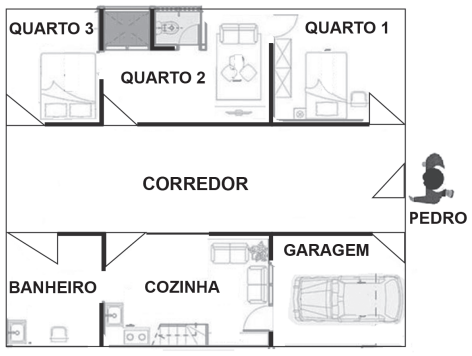 QUARTO 3
QUARTO 1
QUARTO 2
CORREDOR
PEDRO
GARAGEM
BANHEIRO
COZINHA